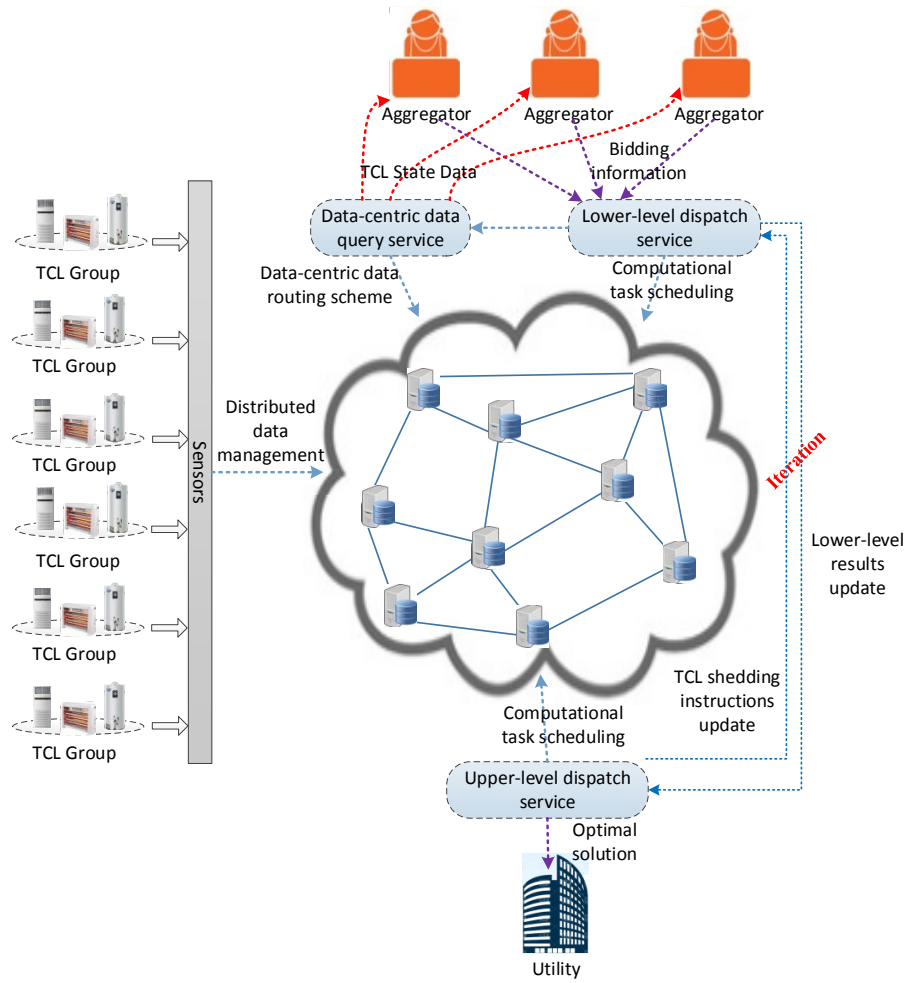 Aggregator
Aggregator
Aggregator
TCL State Data
Bidding
information
Data-centric data
query service
Lower-level dispatch
service
Data-centric data
routing scheme
Computational
task scheduling
TCL Group
TCL Group
TCL Group
TCL Group
TCL Group
TCL Group
Sensors
Distributed
data
management
Iteration
Lower-level
results
update
TCL shedding
instructions
update
Computational
task scheduling
Upper-level dispatch
service
Optimal
solution
Utility